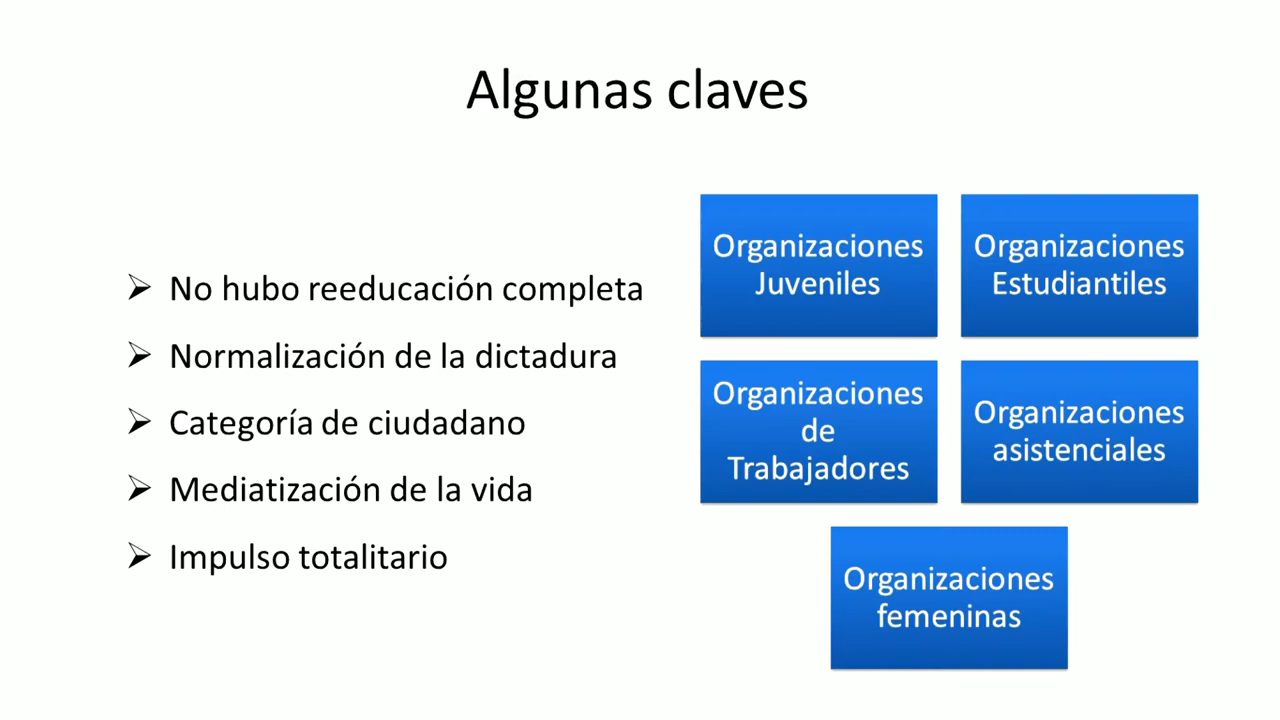 Algunas claves
No hubo reeducación completa
Normalización de la dictadura
Categoría de ciudadano
Mediatización de la vida
Impulso totalitario
Organizaciones
Juveniles
Organizaciones
Estudiantiles
Organizaciones
de
Trabajadores
Organizaciones
asistenciales
Organizaciones
femeninas